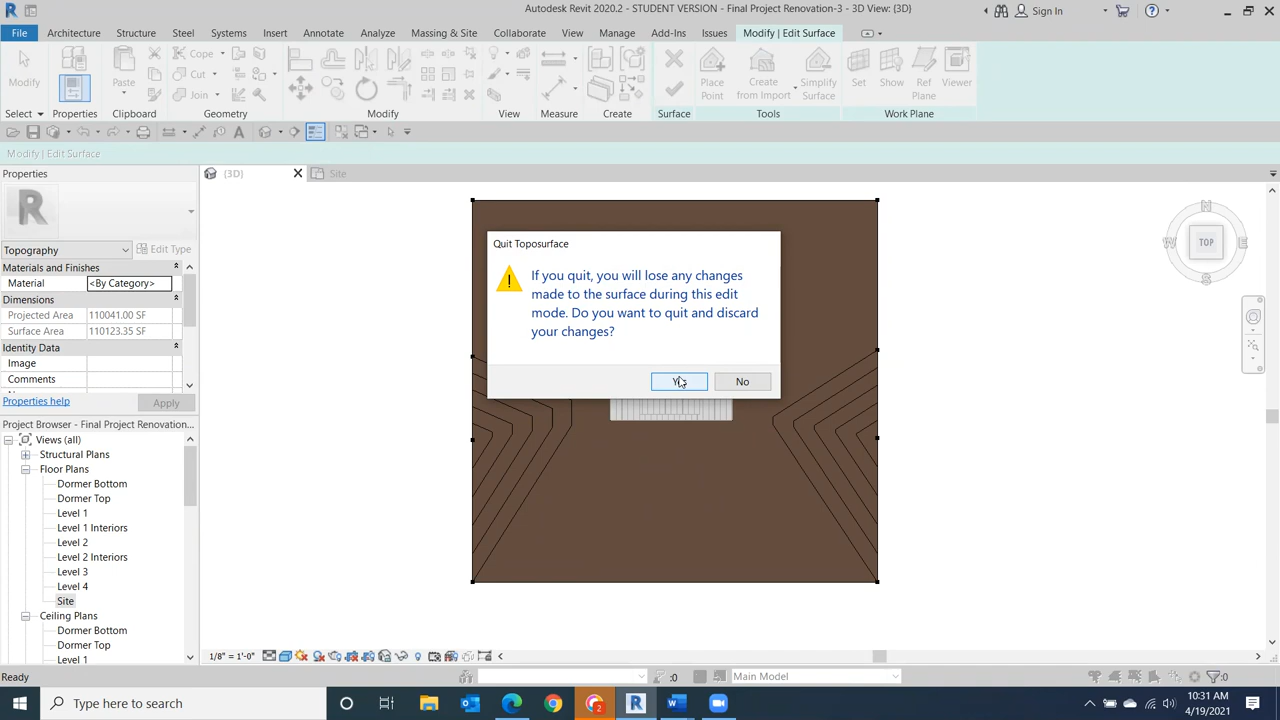 Autodesk Revit 2020.2 - STUDENT VERSION - Final Project Renovation-3 - 3D View: {3D}
Sign In
File Architecture Structure Steel Systems Insert Annotate Analyze Massing & Site Collaborate View Manage Add-Ins Issues Modify | Edit Surface
Modify Paste Cope Cut Join Place Point Create from Import Simplify Surface Set Show Ref Plane Viewer
Select Properties Clipboard Geometry Modify View Measure Create Surface Tools Work Plane
Modify | Edit Surface
Properties
{3D}
Site
Topography
Edit Type
Materials and Finishes
Material <By Category>
Dimensions
Projected Area 110041.00 SF
Surface Area 110123.35 SF
Identity Data
Image
Comments
Properties help
Apply
Project Browser - Final Project Renovation...
Views (all)
Structural Plans
Floor Plans
Dormer Bottom
Dormer Top
Level 1
Level 1 Interiors
Level 2
Level 2 Interiors
Level 3
Level 4
Site
Ceiling Plans
Dormer Bottom
Dormer Top
Level 1
Quit Toposurface
If you quit, you will lose any changes
made to the surface during this edit
mode. Do you want to quit and discard
your changes?
No
N
W
TOP
E
S
1/8" = 1'-0"
Ready
:0
Main Model
:0
Type here to search
2
10:31 AM
4/19/2021